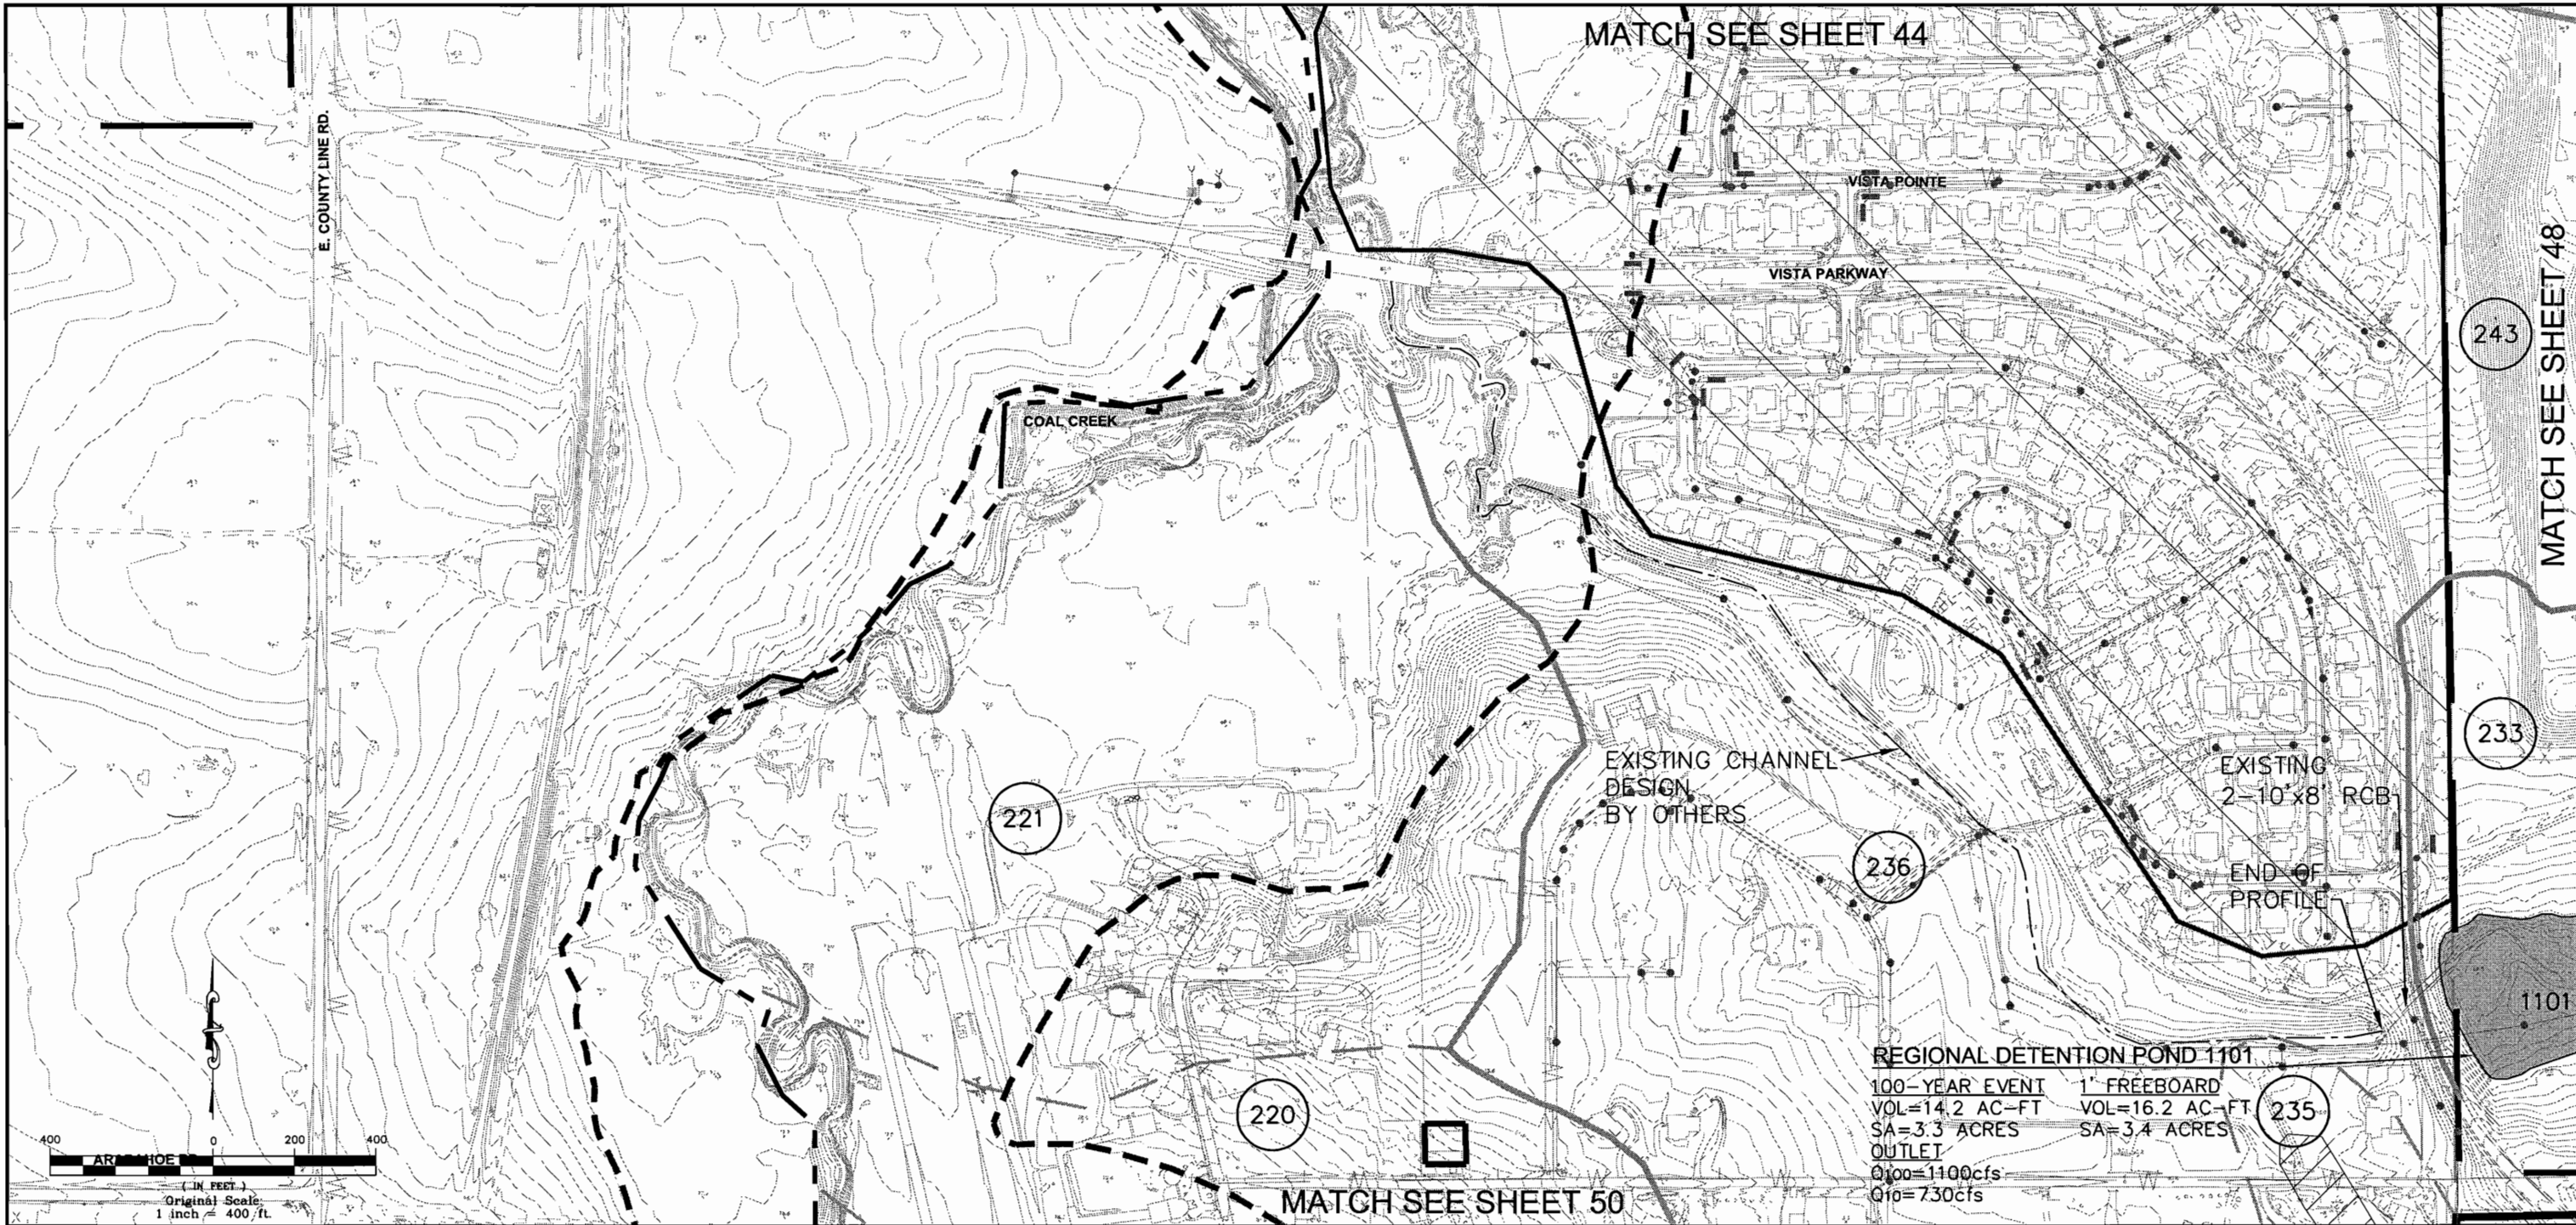 MATCH SEE SHEET 44
E. COUNTY LINE RD.
VISTA POINTE
VISTA PARKWAY
MATCH SEE SHEET 48
243
COAL CREEK
233
EXISTING CHANNEL
DESIGN
BY OTHERS
EXISTING
2-10'x8' RCB
221
236
END OF
PROFILE
1101
REGIONAL DETENTION POND 1101
100-YEAR EVENT 1' FREEBOARD
VOL=14.2 AC-FT VOL=16.2 AC-FT
SA=3.3 ACRES SA=3.4 ACRES
OUTLET
Q100=1100cfs
Q10=730cfs
235
220
400 0 200 400
ARAPAHOE RD
( IN FEET )
Original Scale:
1 inch = 400 ft.
MATCH SEE SHEET 50